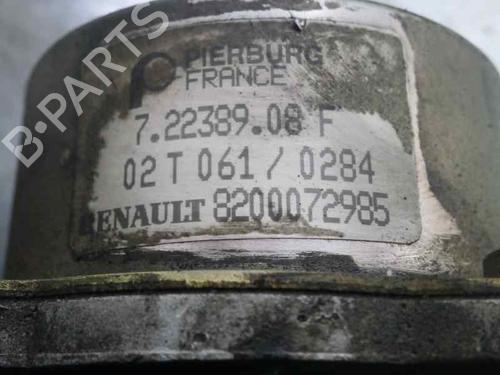 B-PARTS
PIERBURG
FRANCE
7.22389.08 F
02 T 061 / 0284
RENAULT 8200072985